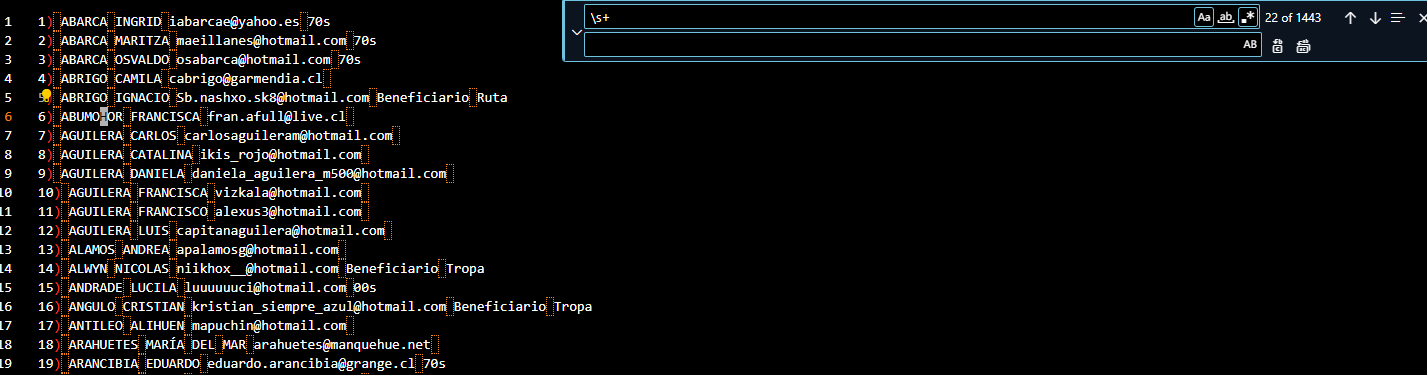 \s+
Aa ab .* 22 of 1443
AB
1 1) ABARCA INGRID iabarcae@yahoo.es 70s
2 2) ABARCA MARITZA maeillanes@hotmail.com 70s
3 3) ABARCA OSVALDO osabarca@hotmail.com 70s
4 4) ABRIGO CAMILA cabrigo@garmendia.cl
5 5) ABRIGO IGNACIO Sb.nashxo.sk8@hotmail.com Beneficiario Ruta
6 6) FRANCISCA fran.afull@live.cl
7 7) AGUILERA CARLOS carlosaguileram@hotmail.com
8 8) AGUILERA CATALINA ikis_rojo@hotmail.com
9 9) AGUILERA DANIELA daniela_aguilera_m500@hotmail.com
10 10) AGUILERA FRANCISCA vizkala@hotmail.com
11 11) AGUILERA FRANCISCO alexus3@hotmail.com
12 12) AGUILERA LUIS capitanaguilera@hotmail.com
13 13) ALAMOS ANDREA apalamosg@hotmail.com
14 14) ALWYN NICOLAS niikhox__@hotmail.com Beneficiario Tropa
15 15) ANDRADE LUCILA luuuuuuci@hotmail.com 00s
16 16) ANGULO CRISTIAN kristian_siempre_azul@hotmail.com Beneficiario Tropa
17 17) ANTILEO ALIHUEN mapuchin@hotmail.com
18 18) ARAHUETES MARÍA DEL MAR arahuetes@manquehue.net
19 19) ARANCIBIA EDUARDO eduardo.arancibia@grange.cl 70s